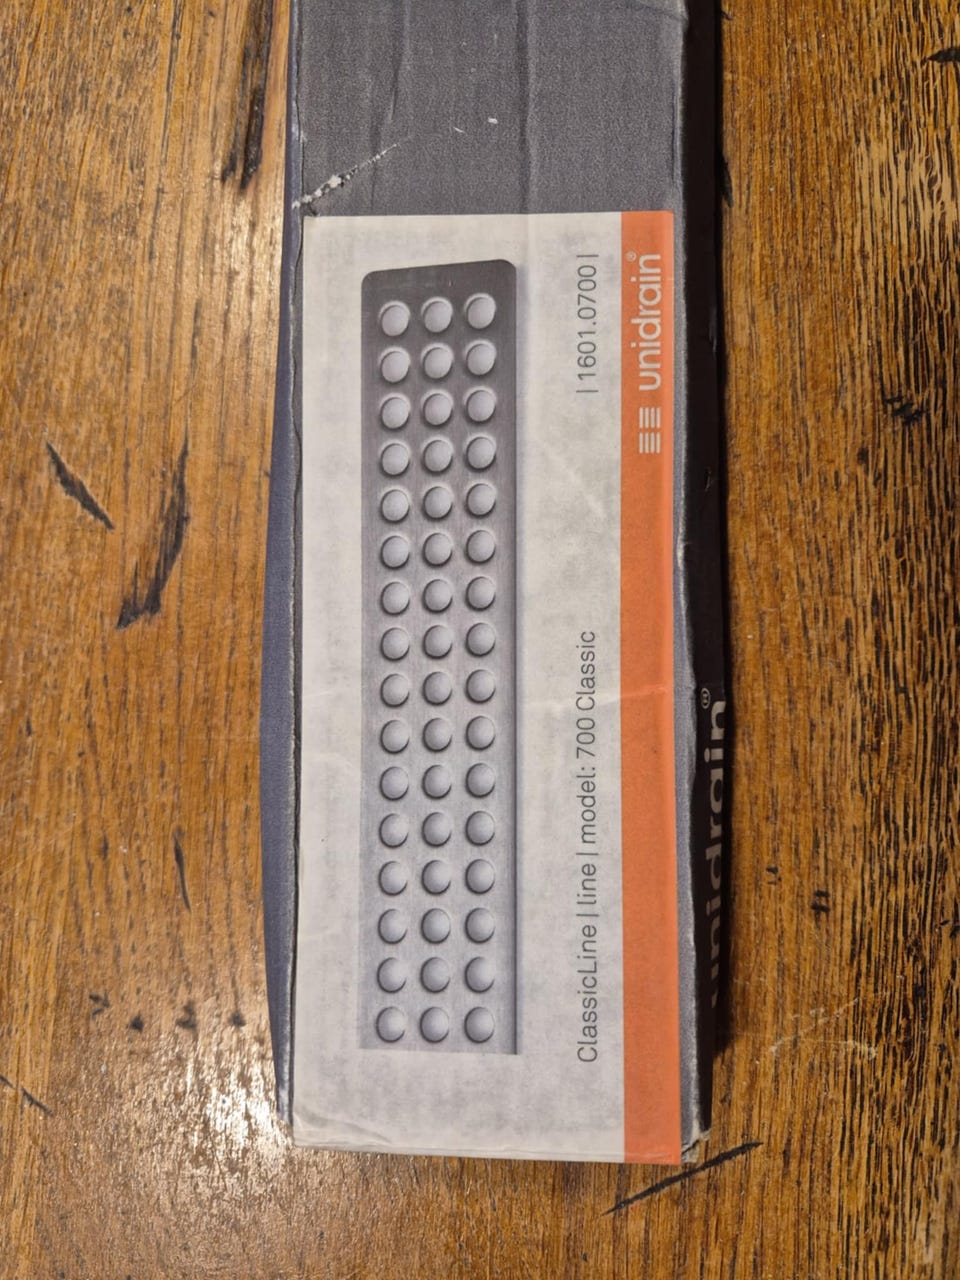 ClassicLine | line | model: 700 Classic | 1601.0700 |
unidrain®
unidrain®